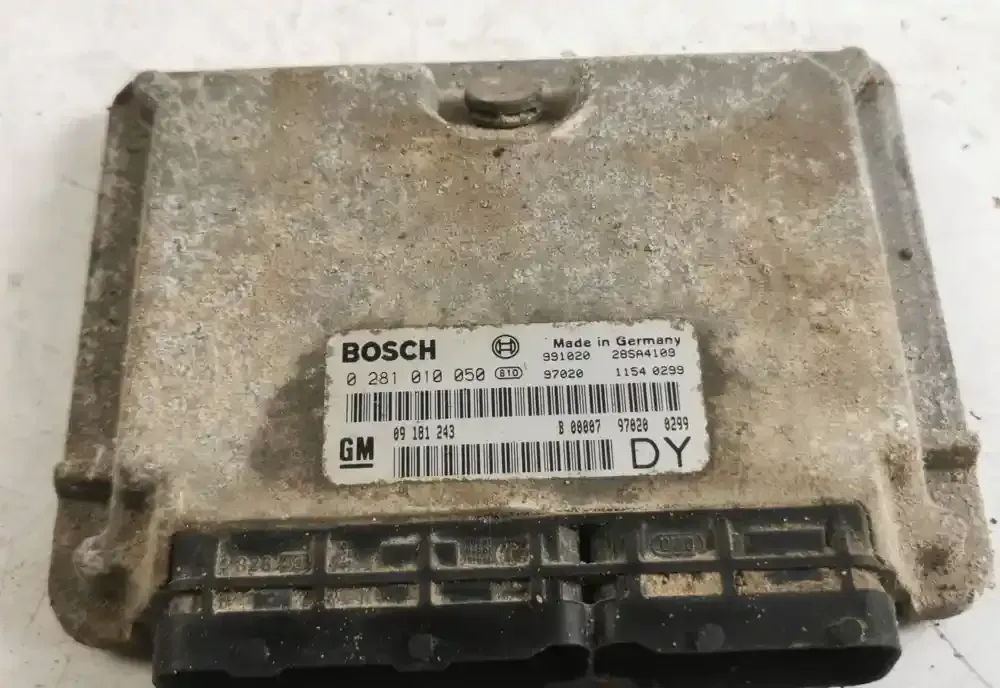 BOSCH Made in Germany
991020 28SA4109
0 281 010 050 810 97020 1154 0299
09 181 243 B 00007 97020 0299
GM DY